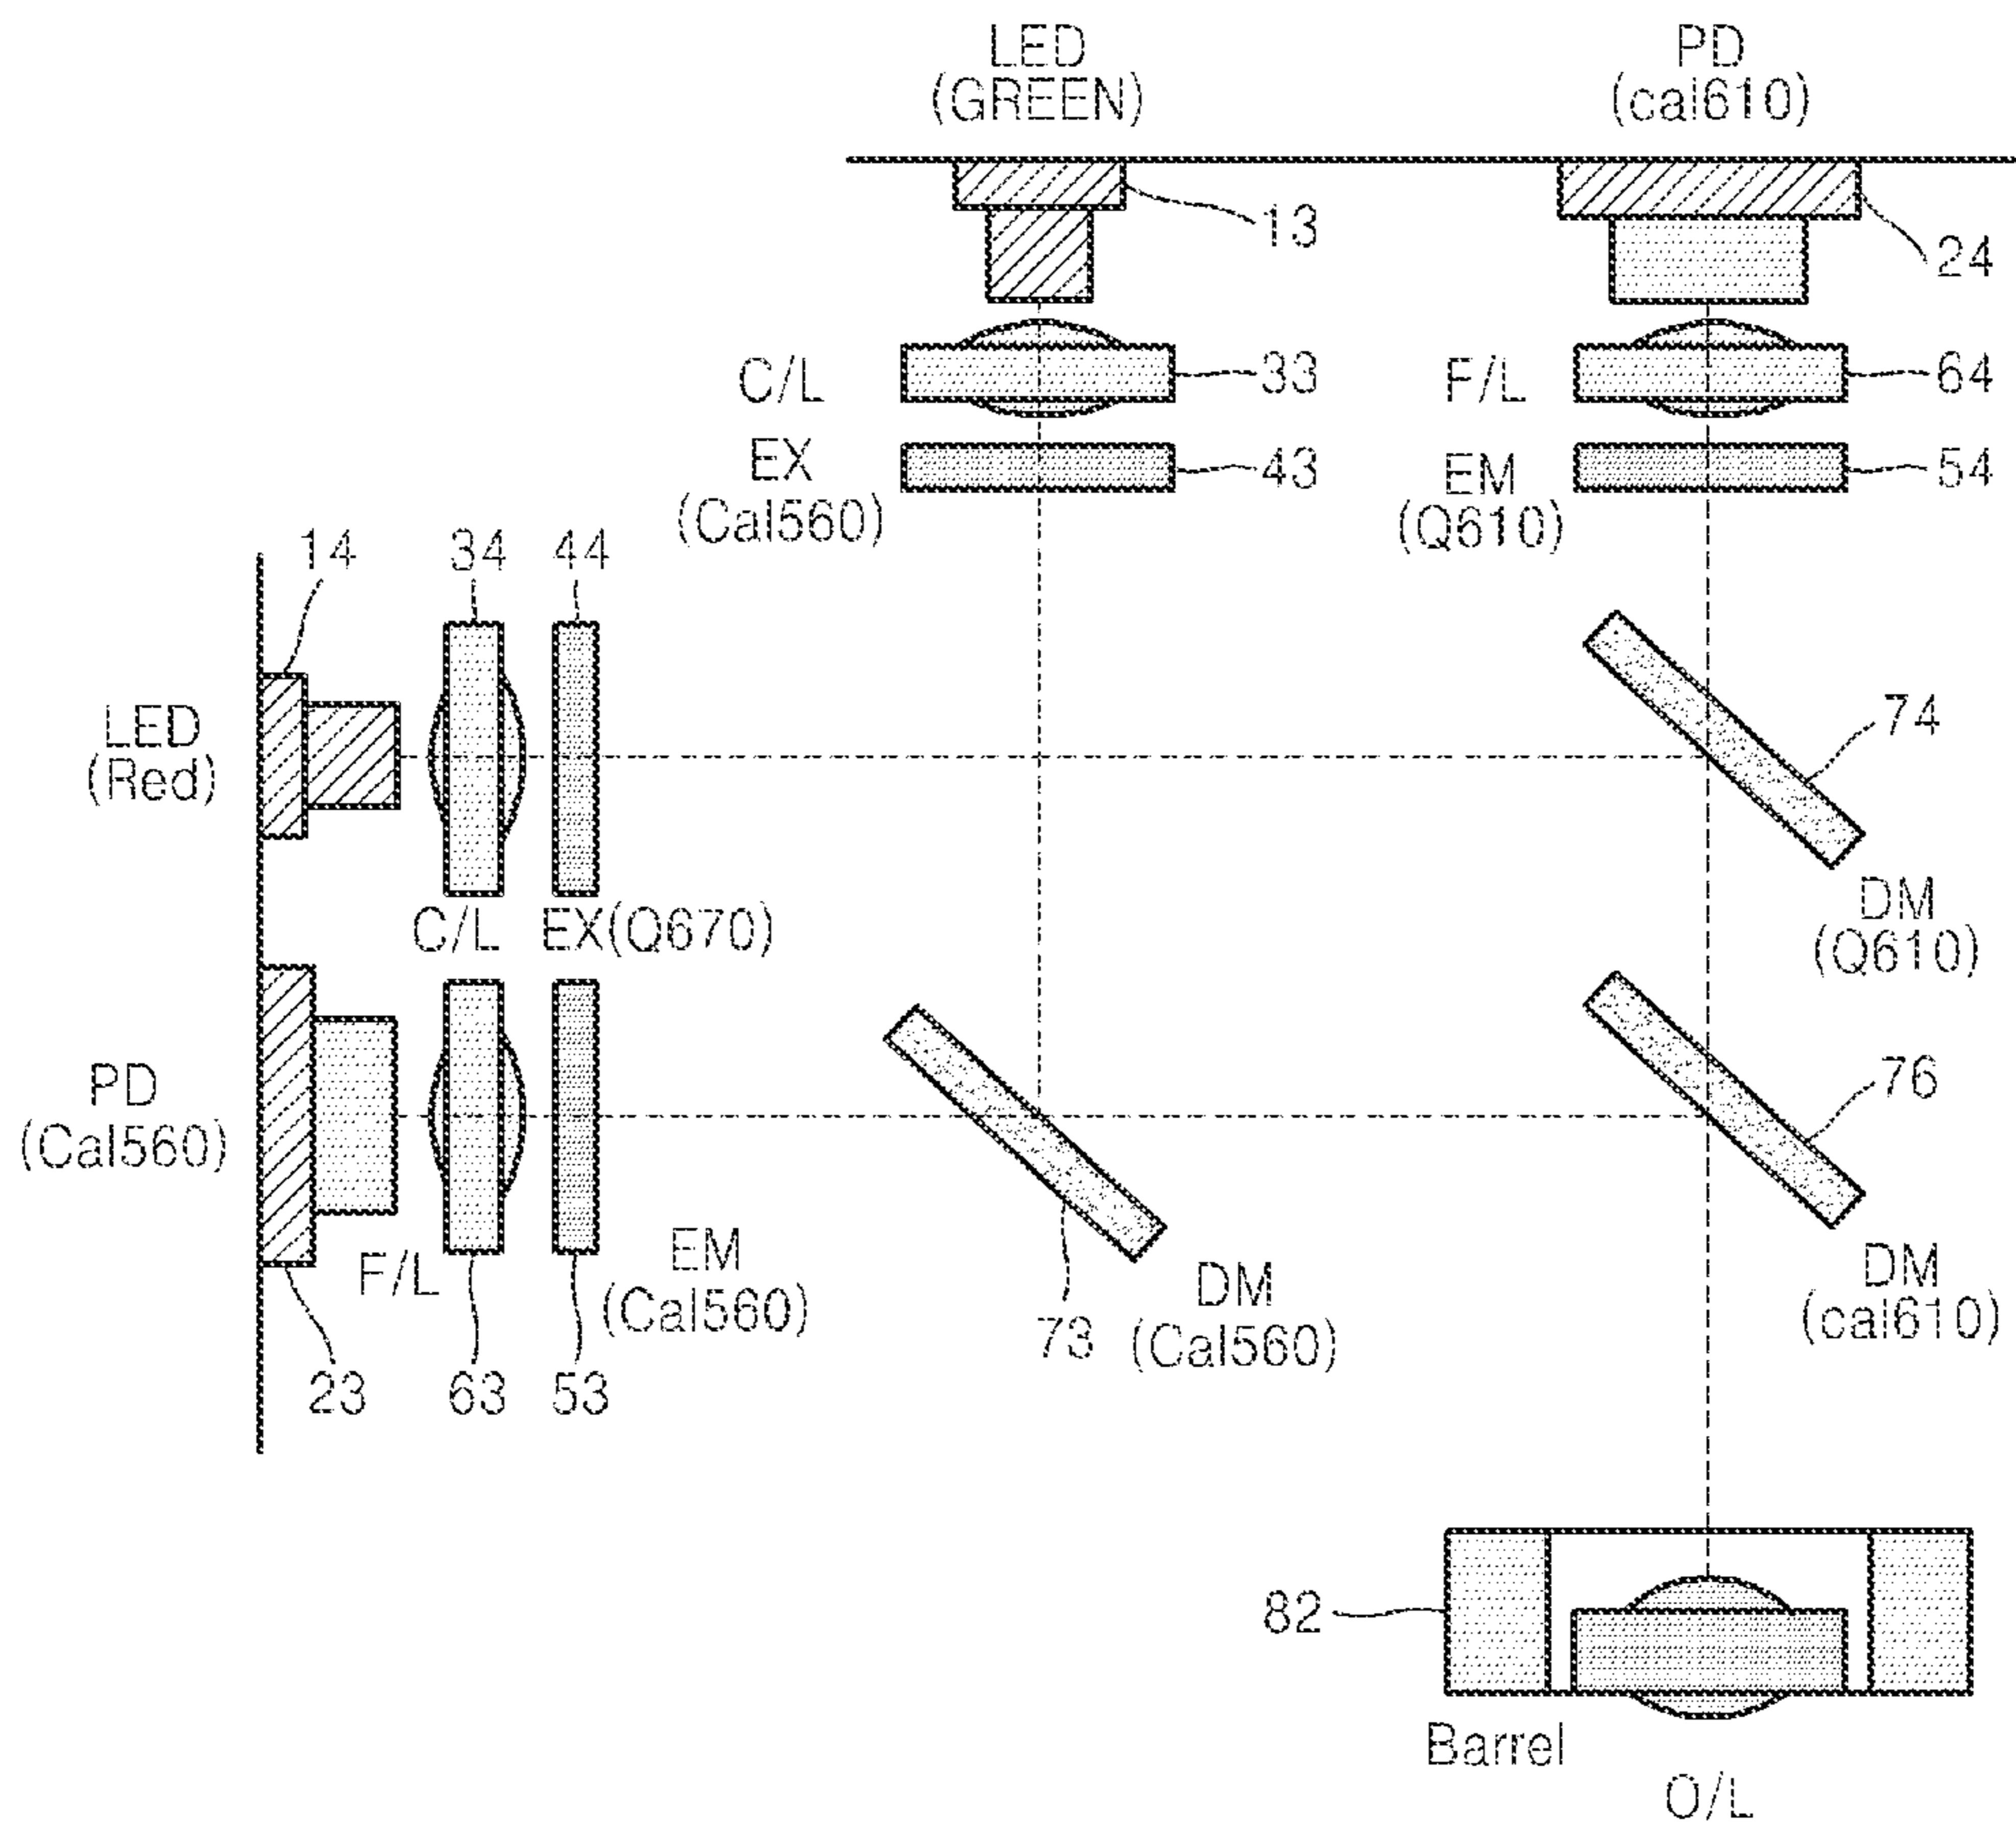 LED
(GREEN)
PD
(cal610)
13
24
C/L
33
F/L
64
EX
(Cal560)
43
EM
(Q610)
54
14
34
44
LED
(Red)
74
C/L
EX(Q670)
DM
(Q610)
PD
(Cal560)
76
F/L
EM
(Cal560)
DM
(Cal560)
DM
(cal610)
23
63
53
73
82
Barrel
O/L